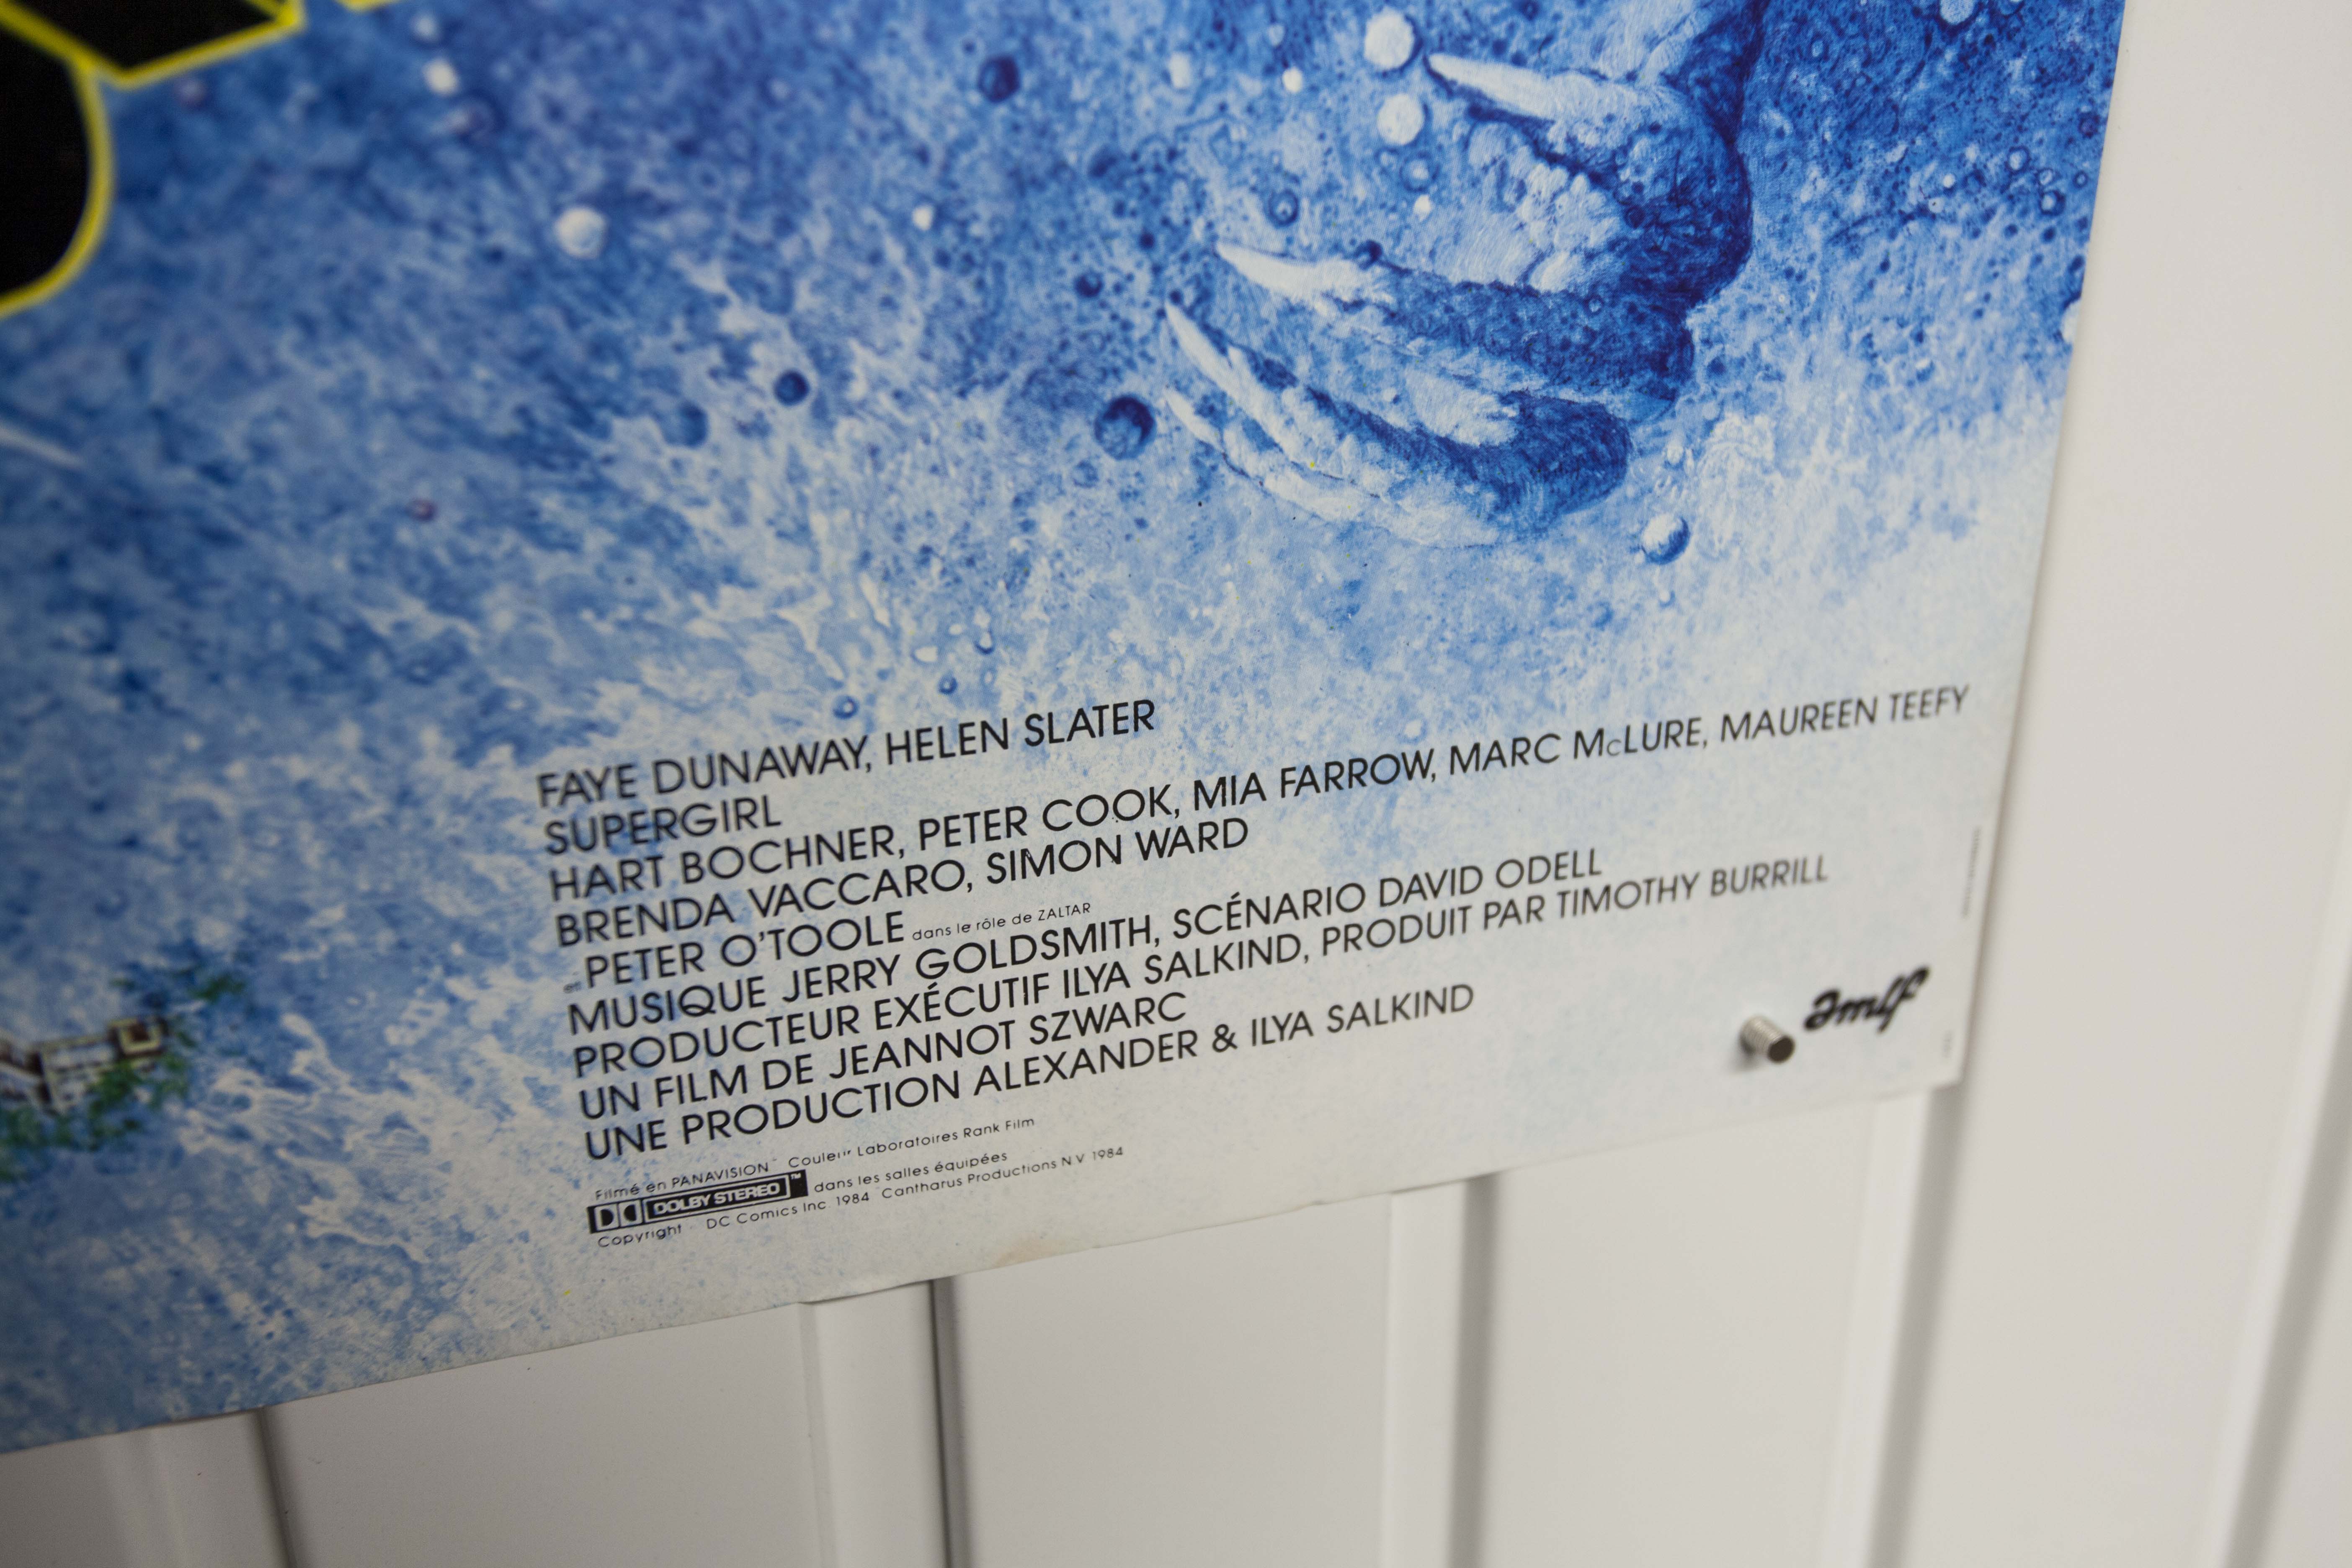 FAYE DUNAWAY, HELEN SLATER
SUPERGIRL
HART BOCHNER, PETER COOK, MIA FARROW, MARC McLURE, MAUREEN TEEFY
BRENDA VACCARO, SIMON WARD
et PETER O'TOOLE dans le rôle de ZALTAR
MUSIQUE JERRY GOLDSMITH, SCÉNARIO DAVID ODELL
PRODUCTEUR EXÉCUTIF ILYA SALKIND, PRODUIT PAR TIMOTHY BURRILL
UN FILM DE JEANNOT SZWARC
UNE PRODUCTION ALEXANDER & ILYA SALKIND
Filmé en PANAVISION Couleur Laboratoires Rank Film
DOLBY STEREO™ dans les salles équipées
Copyright DC Comics Inc 1984 Cantharus Productions N.V 1984
amlf